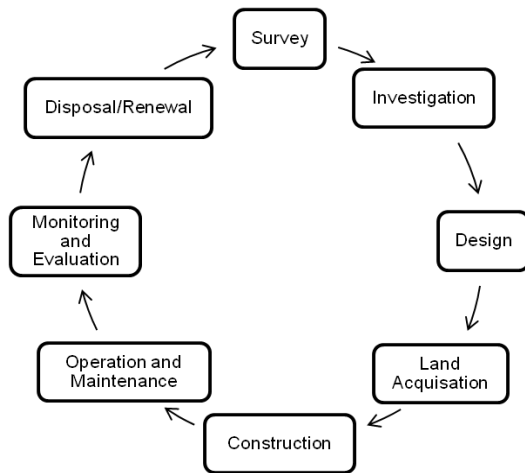 Survey
Investigation
Design
Land
Acquisation
Construction
Operation and
Maintenance
Monitoring
and
Evaluation
Disposal/Renewal